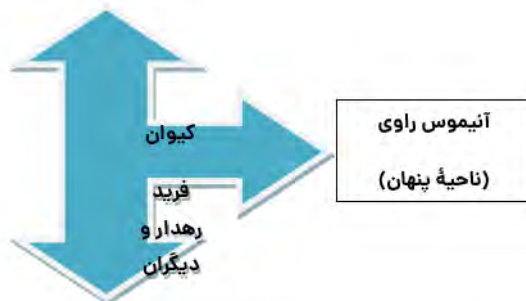 کیوان
فرید
رهدار و
دیگران
آنیموس راوی
(ناحیهٔ پنهان)